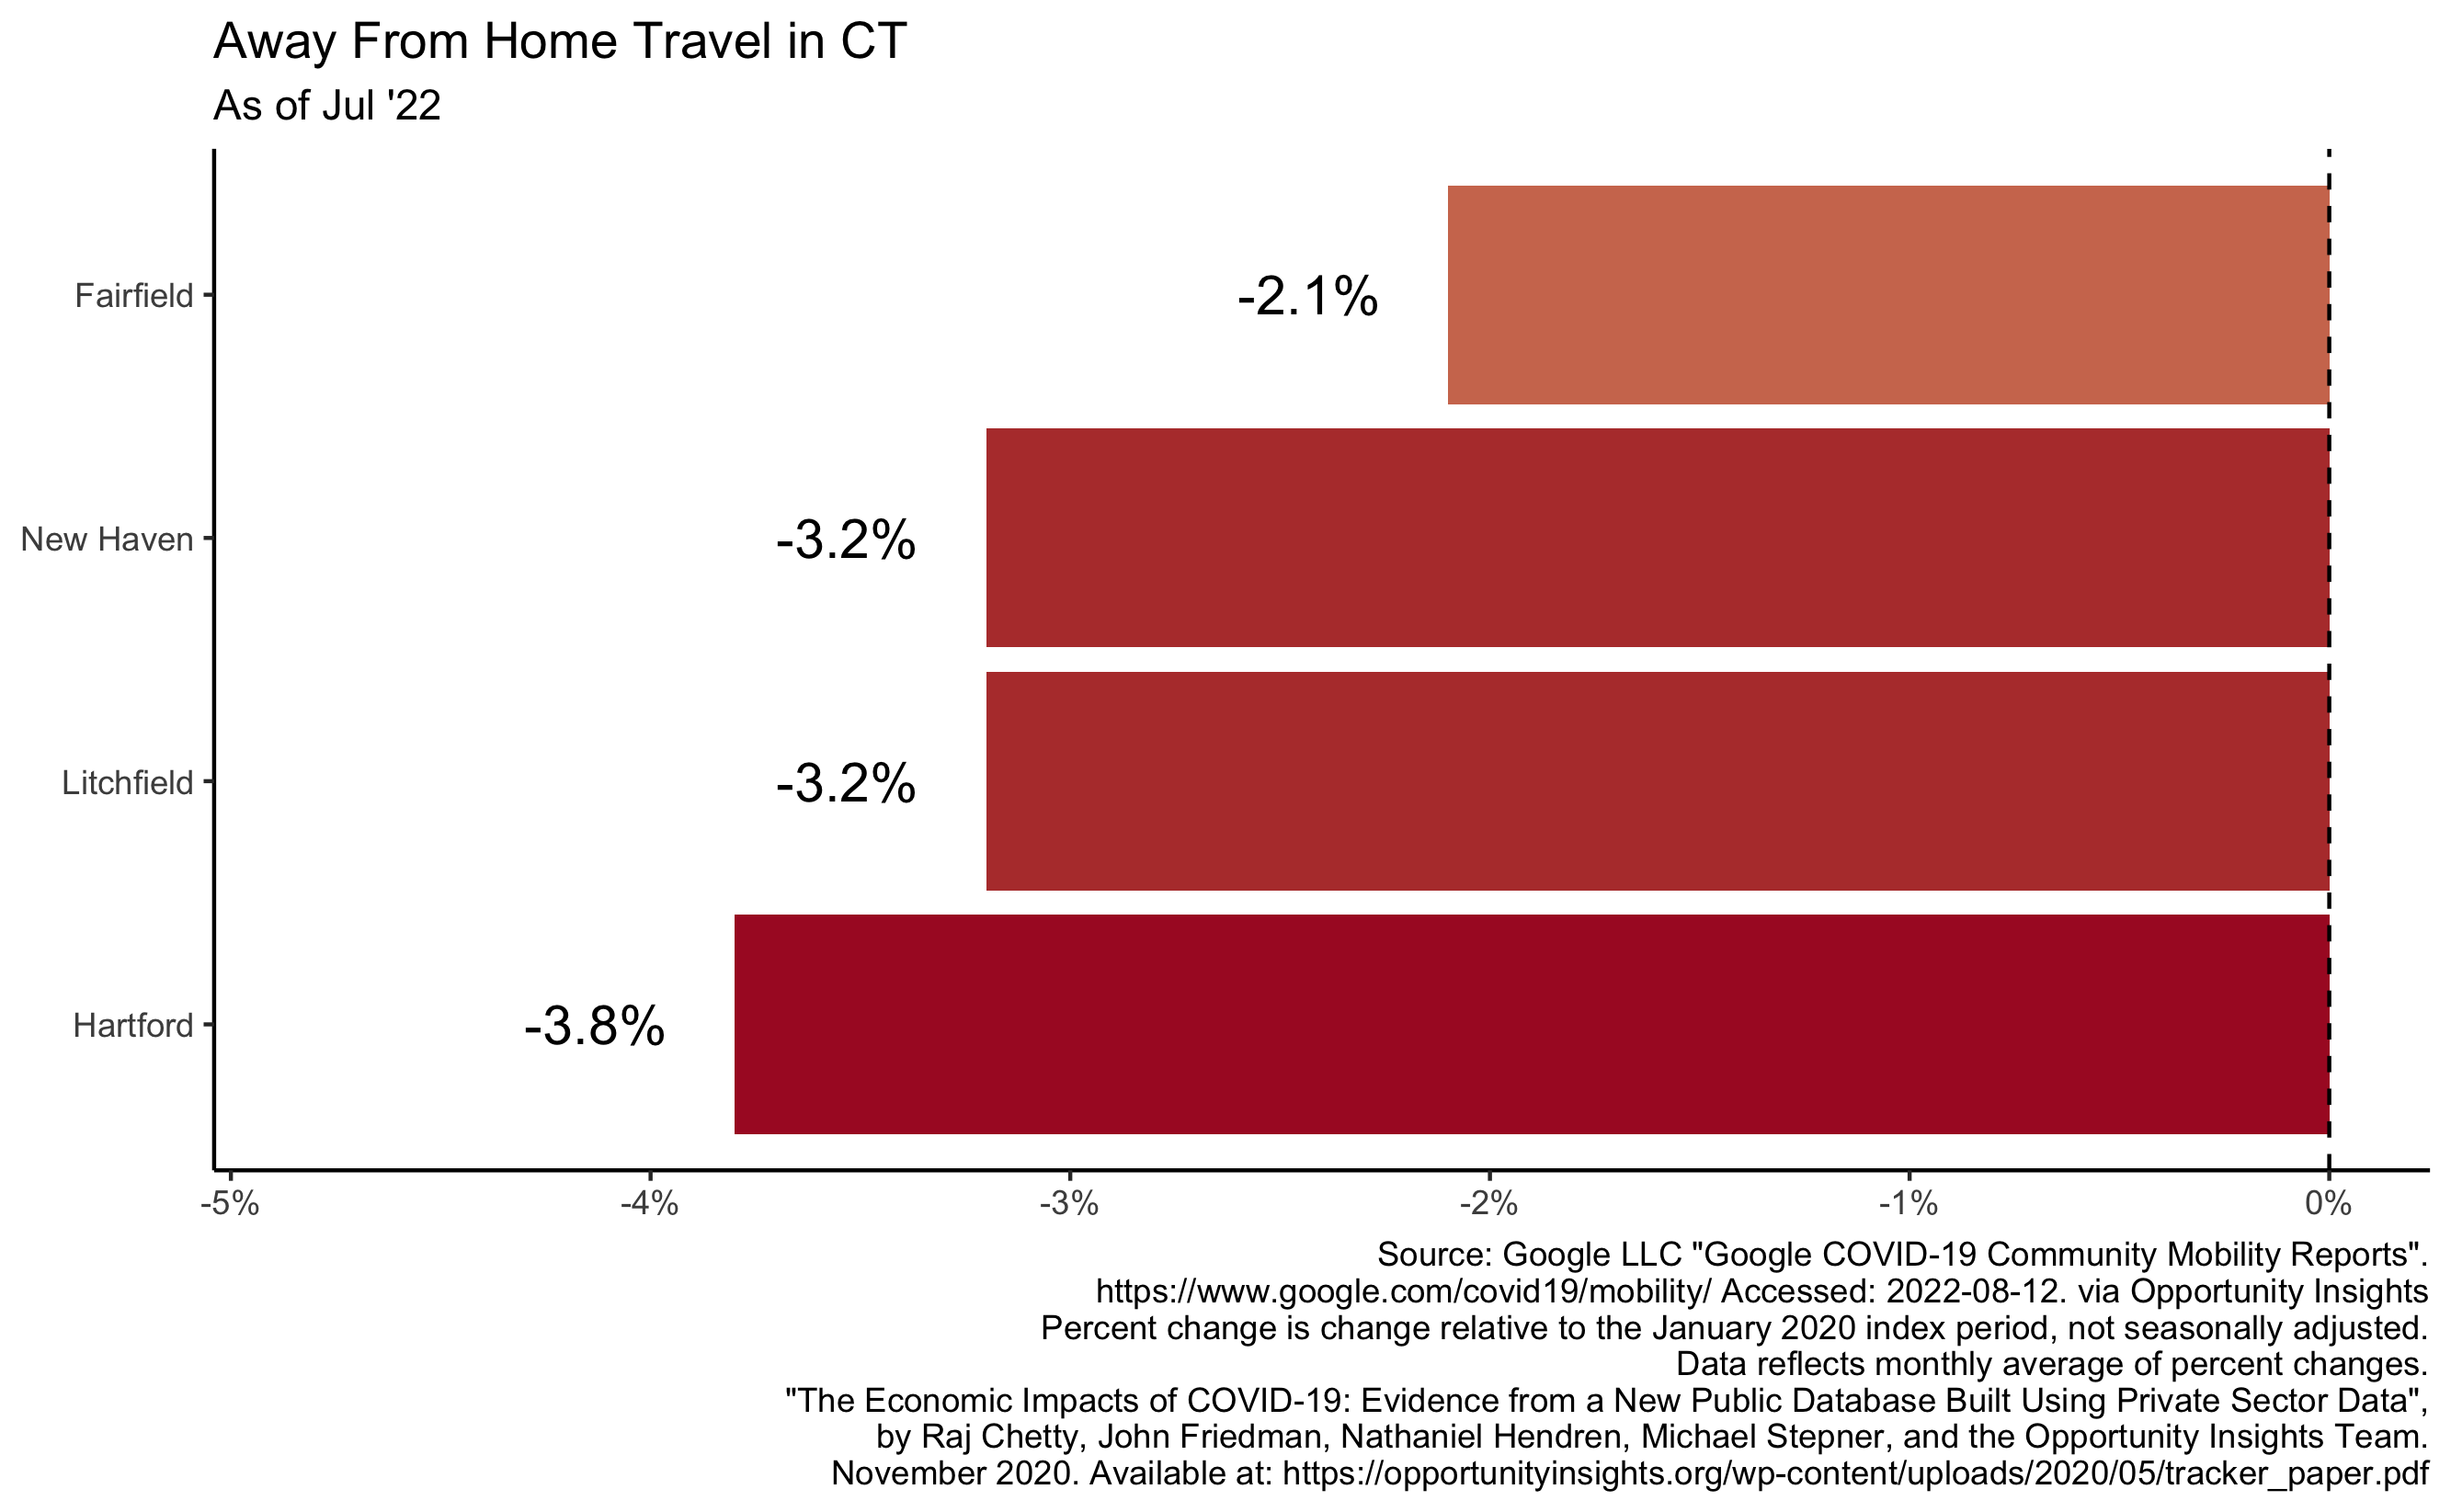 Away From Home Travel in CT
As of Jul '22
Fairfield
-2.1%
New Haven
-3.2%
Litchfield
-3.2%
Hartford
-3.8%
-5%
-4%
-3%
-2%
-1%
0%
Source: Google LLC "Google COVID-19 Community Mobility Reports".
https://www.google.com/covid19/mobility/ Accessed: 2022-08-12. via Opportunity Insights
Percent change is change relative to the January 2020 index period, not seasonally adjusted.
Data reflects monthly average of percent changes.
"The Economic Impacts of COVID-19: Evidence from a New Public Database Built Using Private Sector Data",
by Raj Chetty, John Friedman, Nathaniel Hendren, Michael Stepner, and the Opportunity Insights Team.
November 2020. Available at: https://opportunityinsights.org/wp-content/uploads/2020/05/tracker_paper.pdf